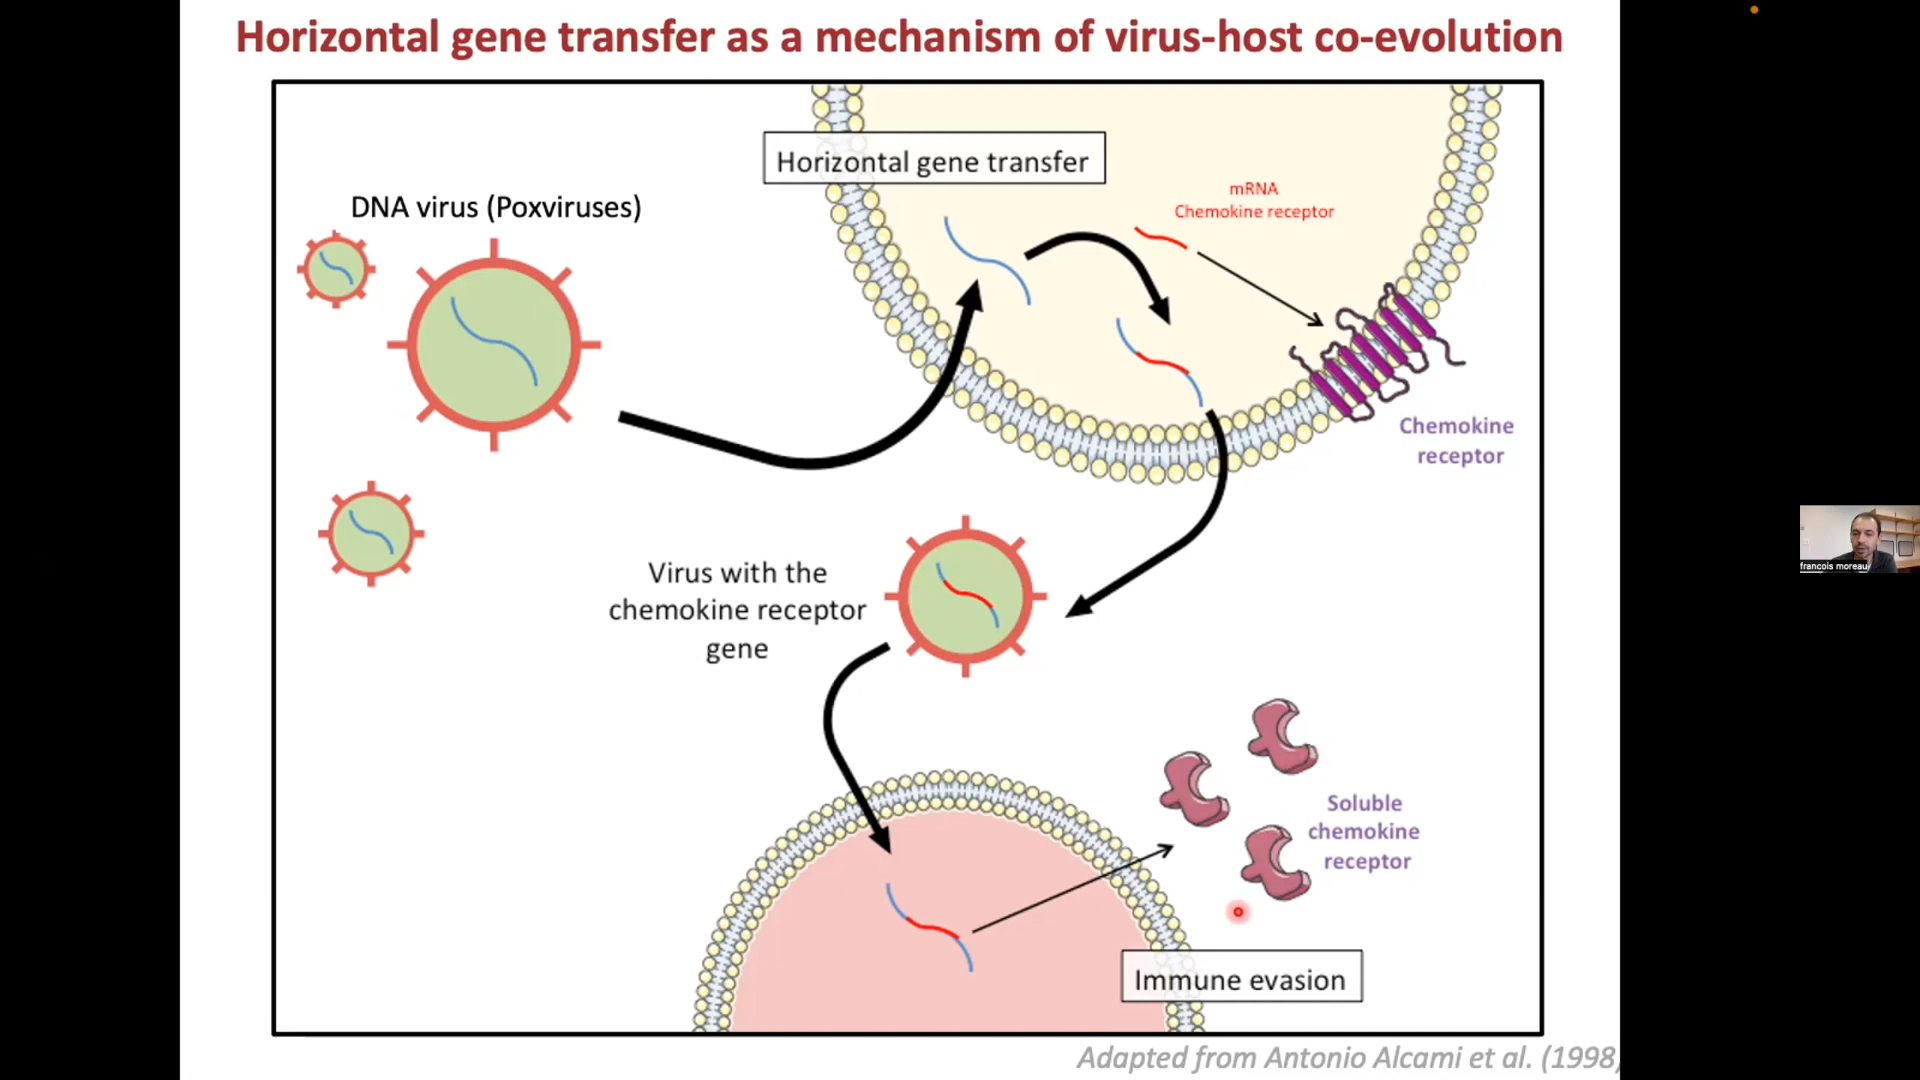 Horizontal gene transfer as a mechanism of virus-host co-evolution
Horizontal gene transfer
DNA virus (Poxviruses)
mRNA
Chemokine receptor
Chemokine
receptor
Virus with the
chemokine receptor
gene
Soluble
chemokine
receptor
Immune evasion
francois moreau
Adapted from Antonio Alcami et al. (1998)